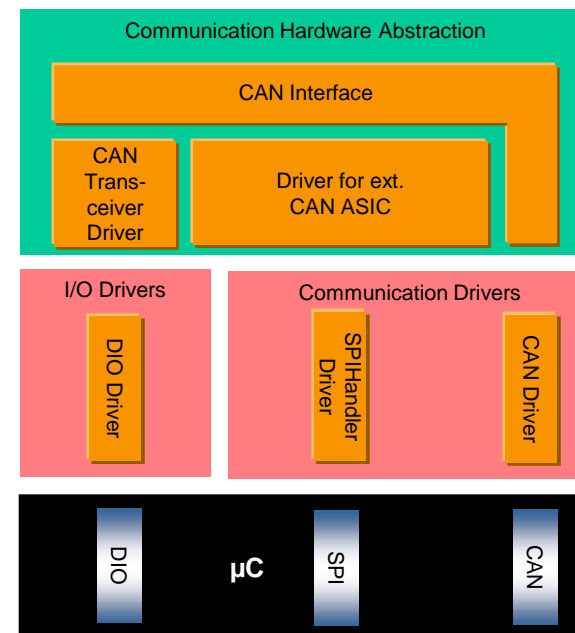 Communication Hardware Abstraction
CAN Interface
CAN
Trans-
ceiver
Driver
Driver for ext.
CAN ASIC
I/O Drivers
Communication Drivers
DIO Driver
SPIHandler
Driver
CAN Driver
DIO
µC
SPI
CAN